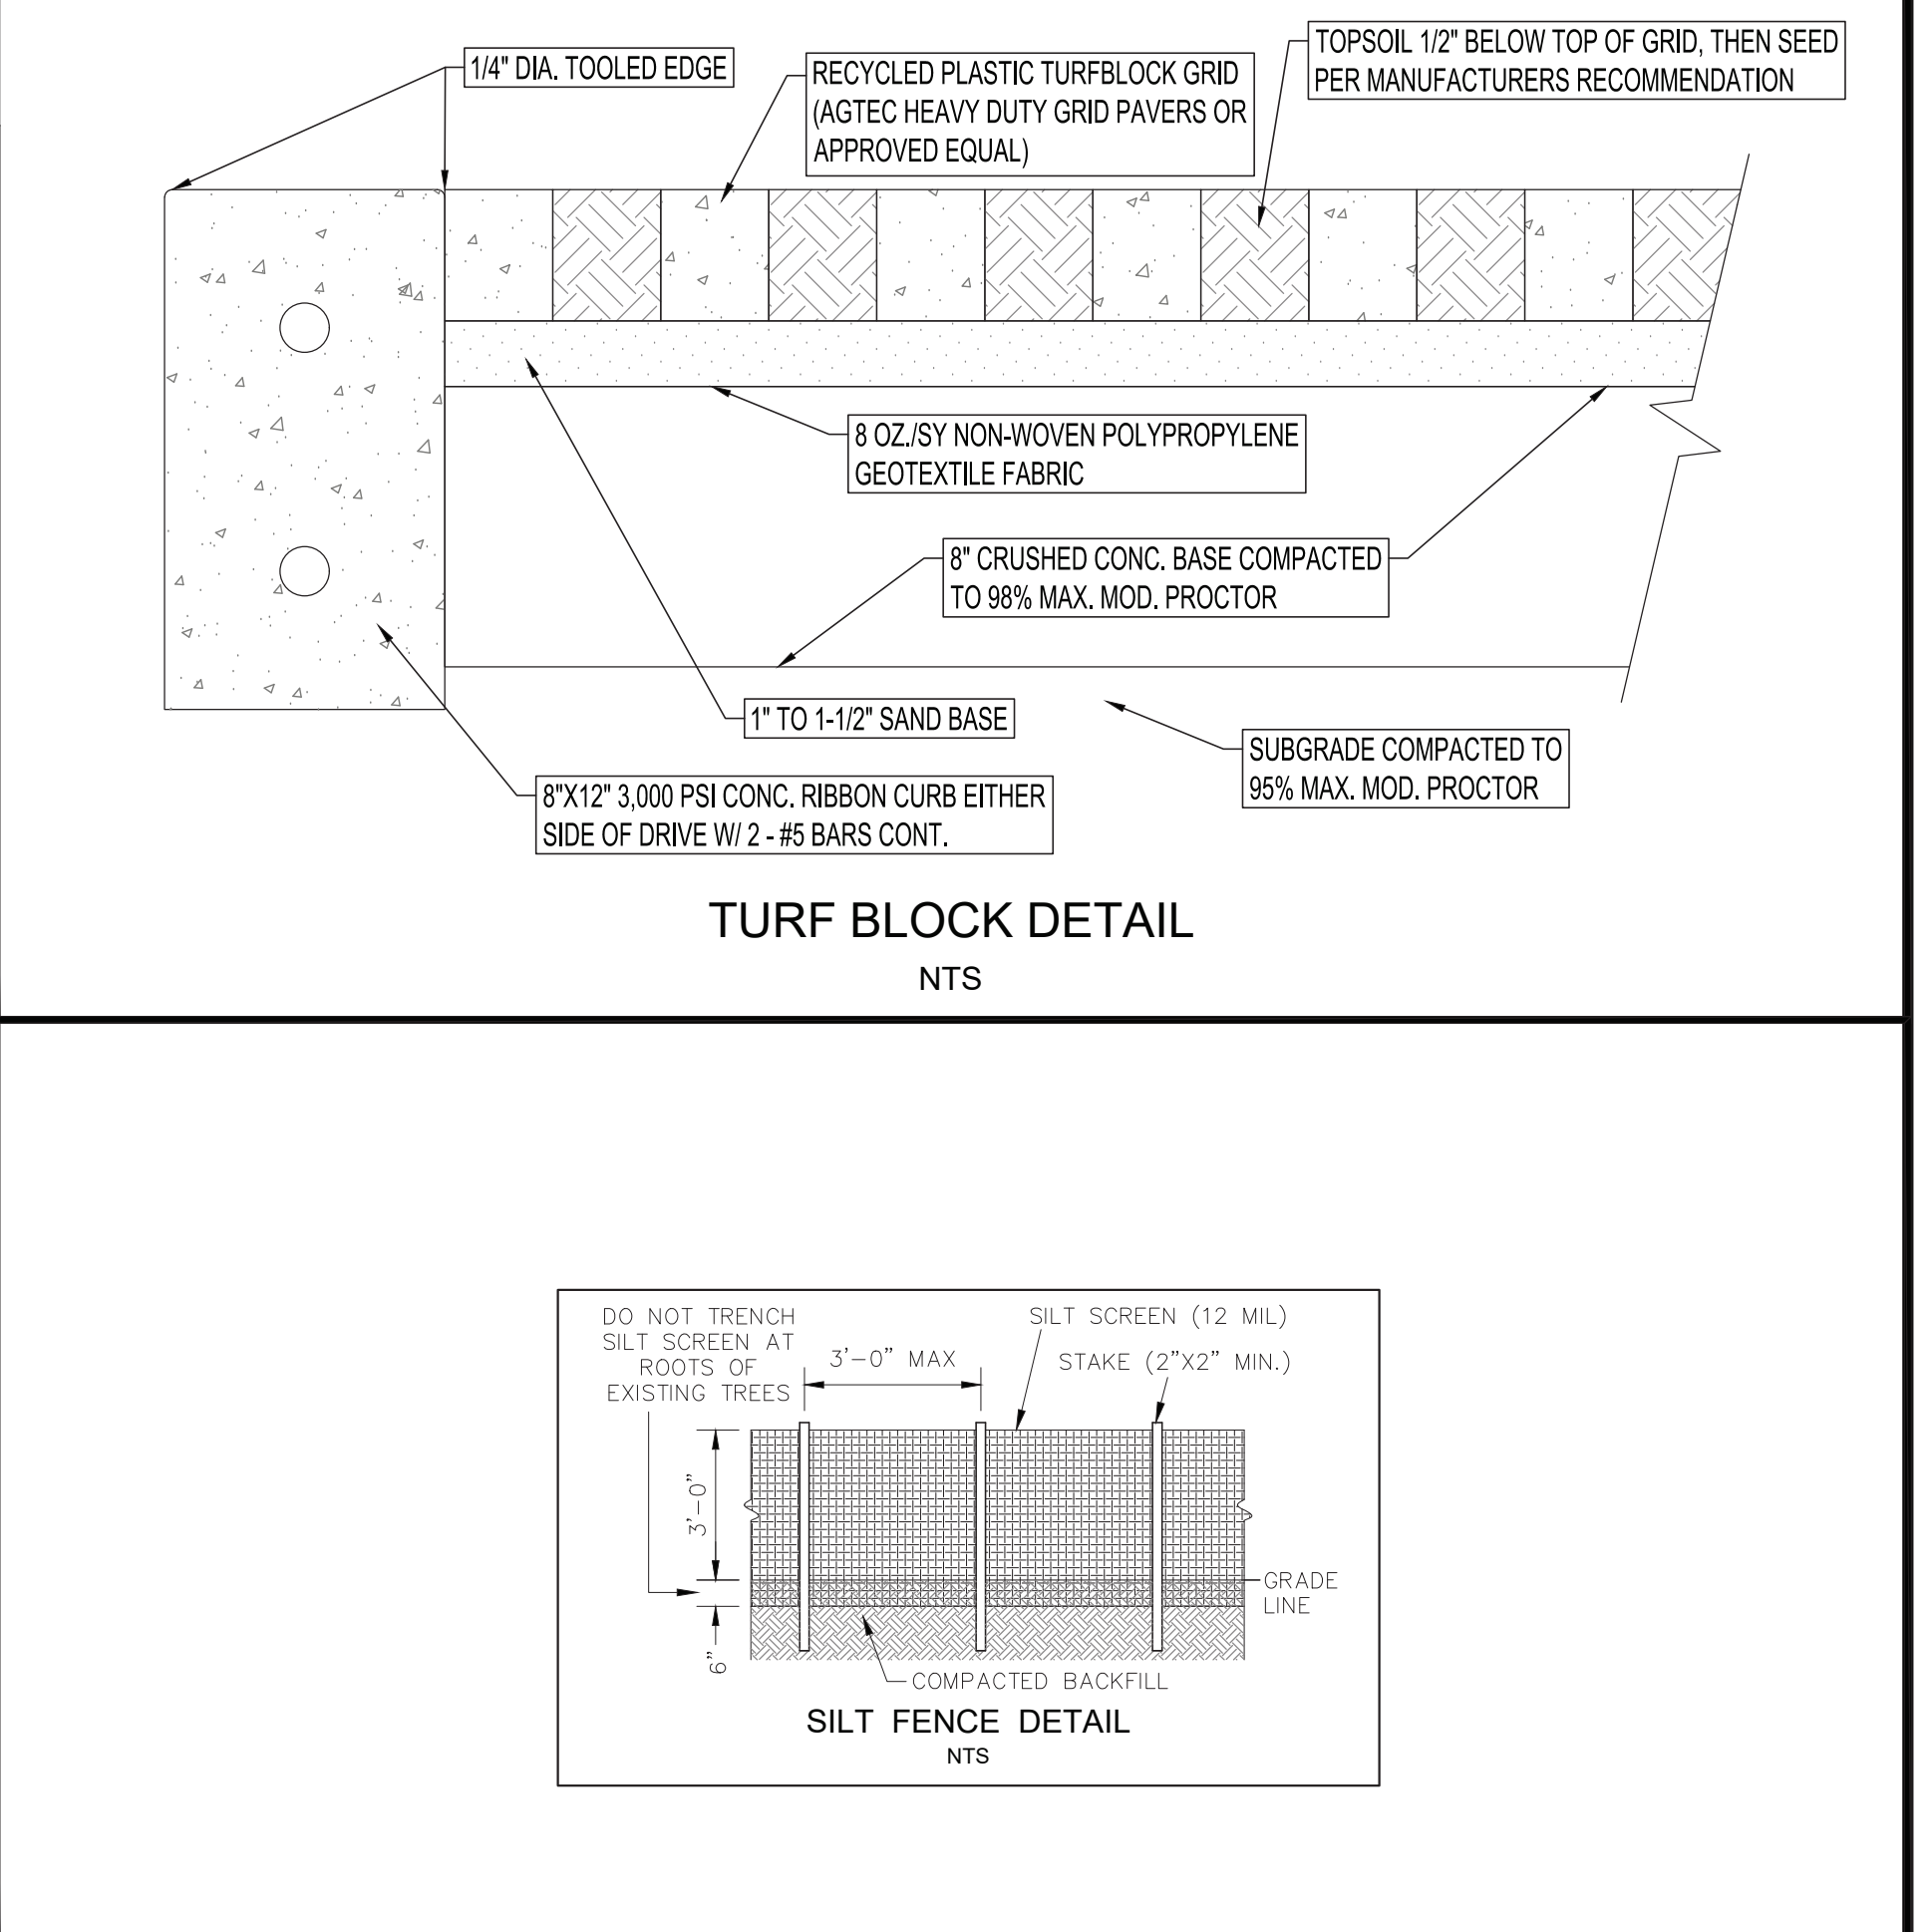 1/4" DIA. TOOLED EDGE
RECYCLED PLASTIC TURFBLOCK GRID
(AGTEC HEAVY DUTY GRID PAVERS OR
APPROVED EQUAL)
TOPSOIL 1/2" BELOW TOP OF GRID, THEN SEED
PER MANUFACTURERS RECOMMENDATION
8 OZ./SY NON-WOVEN POLYPROPYLENE
GEOTEXTILE FABRIC
8" CRUSHED CONC. BASE COMPACTED
TO 98% MAX. MOD. PROCTOR
1" TO 1-1/2" SAND BASE
SUBGRADE COMPACTED TO
95% MAX. MOD. PROCTOR
8"X12" 3,000 PSI CONC. RIBBON CURB EITHER
SIDE OF DRIVE W/ 2 - #5 BARS CONT.
TURF BLOCK DETAIL
NTS
DO NOT TRENCH
SILT SCREEN AT
ROOTS OF
EXISTING TREES
3'-0" MAX
SILT SCREEN (12 MIL)
STAKE (2"X2" MIN.)
3'-0"
GRADE
LINE
6"
COMPACTED BACKFILL
SILT FENCE DETAIL
NTS